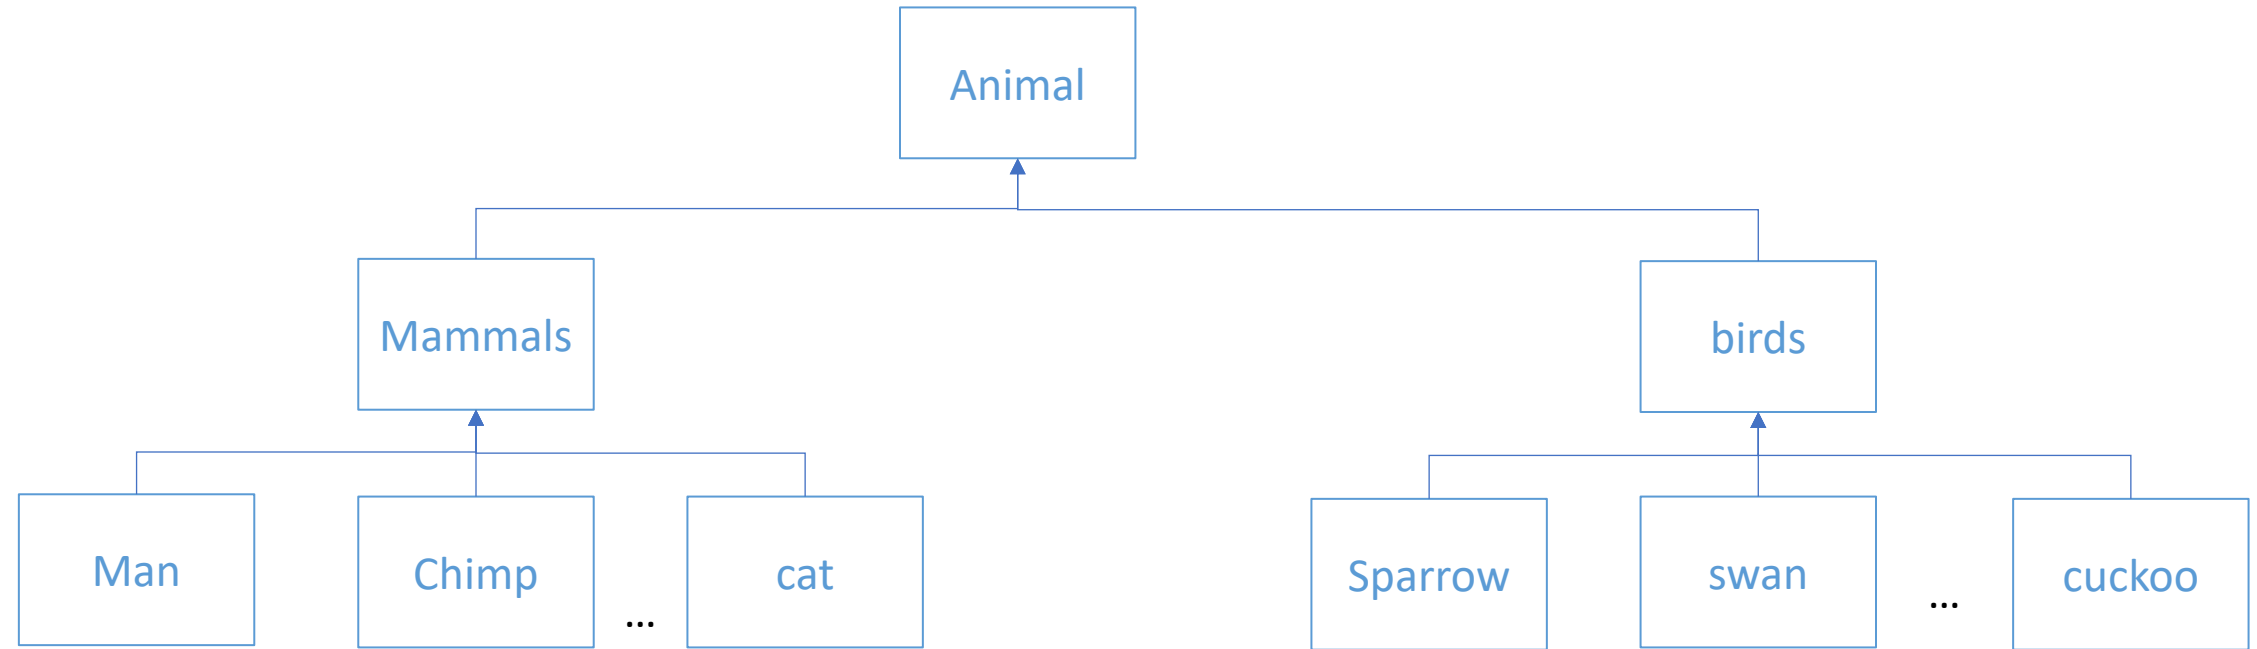 Animal
Mammals
birds
Man
Chimp
...
cat
Sparrow
swan
...
cuckoo